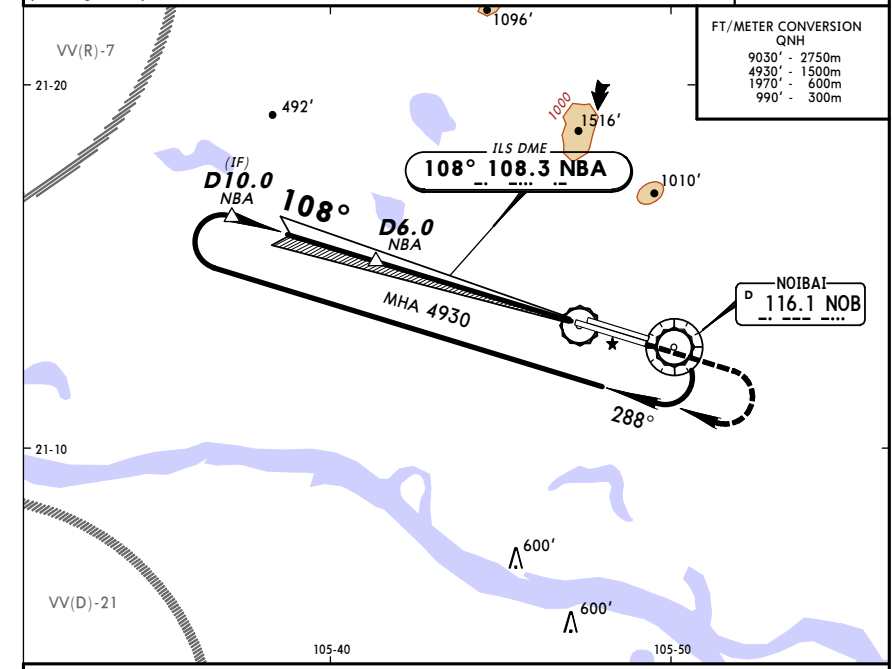 1096'
FT/METER CONVERSION
QNH
9030' - 2750m
4930' - 1500m
1970' - 600m
990' - 300m
VV(R)-7
21-20
492'
1000
1516'
ILS DME
108° 108.3 NBA
1010'
(IF)
D10.0
NBA
108°
D6.0
NBA
NOIBAI
D 116.1 NOB
MHA 4930
288°
21-10
600'
600'
VV(D)-21
105-40
105-50